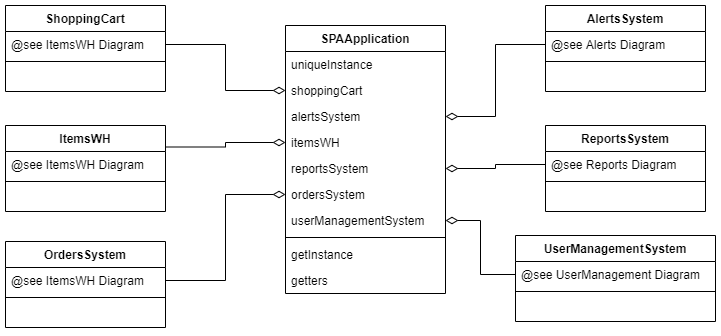 ShoppingCart
@see ItemsWH Diagram
ItemsWH
@see ItemsWH Diagram
OrdersSystem
@see ItemsWH Diagram
SPAApplication
uniqueInstance
shoppingCart
alertsSystem
itemsWH
reportsSystem
ordersSystem
userManagementSystem
getInstance
getters
AlertsSystem
@see Alerts Diagram
ReportsSystem
@see Reports Diagram
UserManagementSystem
@see UserManagement Diagram